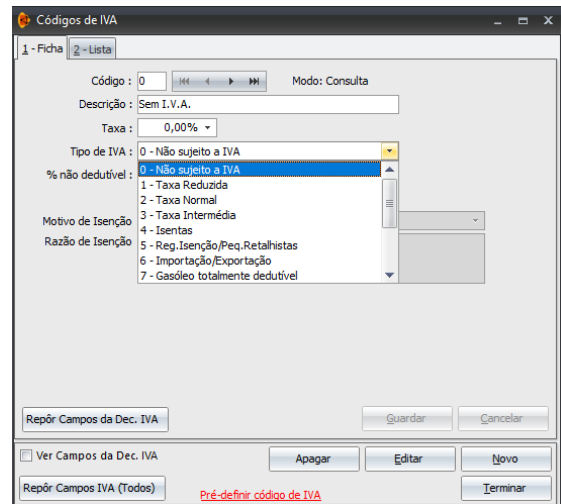 Códigos de IVA
1 - Ficha 2 - Lista
Código : 0 Modo: Consulta
Descrição : Sem I.V.A.
Taxa : 0,00%
Tipo de IVA : 0 - Não sujeito a IVA
% não dedutível : 0 - Não sujeito a IVA
1 - Taxa Reduzida
2 - Taxa Normal
3 - Taxa Intermédia
Motivo de Isenção 4 - Isentas
Razão de Isenção 5 - Reg.Isenção/Peq.Retalhistas
6 - Importação/Exportação
7 - Gasóleo totalmente dedutível
Repôr Campos da Dec. IVA Guardar Cancelar
Ver Campos da Dec. IVA Apagar Editar Novo
Repôr Campos IVA (Todos) Pré-definir código de IVA Terminar